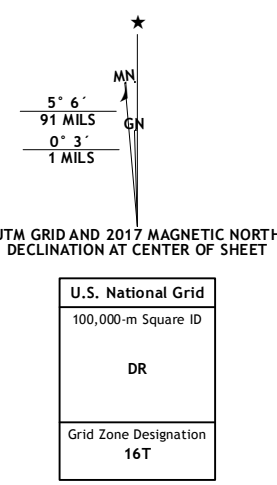 ★
MN
GN
5° 6´
91 MILS
0° 3´
1 MILS
UTM GRID AND 2017 MAGNETIC NORTH
DECLINATION AT CENTER OF SHEET
U.S. National Grid
100,000-m Square ID
DR
Grid Zone Designation
16T